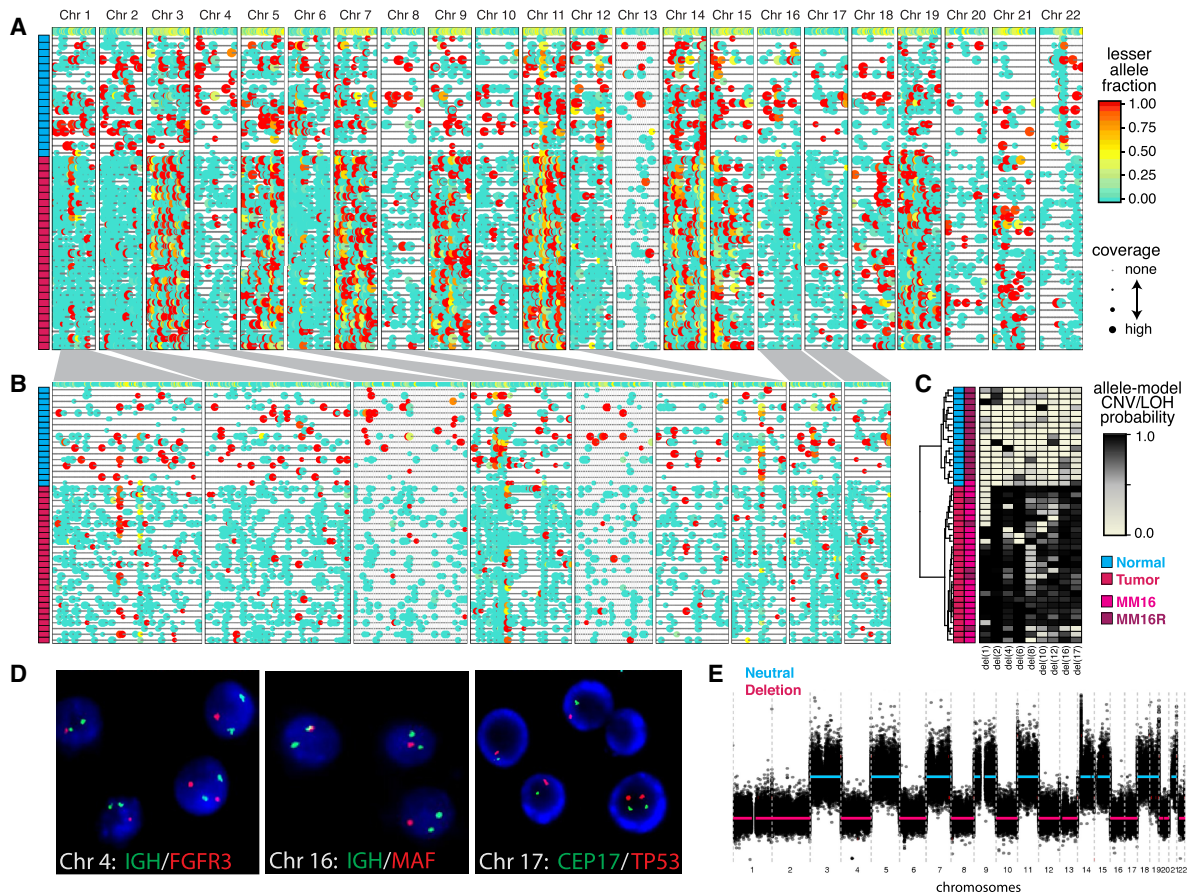 A
Chr 1 Chr 2 Chr 3 Chr 4 Chr 5 Chr 6 Chr 7 Chr 8 Chr 9 Chr 10 Chr 11 Chr 12 Chr 13 Chr 14 Chr 15 Chr 16 Chr 17 Chr 18 Chr 19 Chr 20 Chr 21 Chr 22
lesser
allele
fraction
1.00
0.75
0.50
0.25
0.00
coverage
none
high
B
C
allele-model
CNV/LOH
probability
1.0
0.0
Normal
Tumor
MM16
MM16R
del(1) del(2) del(4) del(6) del(8) del(10) del(12) del(16) del(17)
D
Chr 4: IGH/FGFR3
Chr 16: IGH/MAF
Chr 17: CEP17/TP53
E
Neutral
Deletion
1 2 3 4 5 6 7 8 9 10 11 12 13 14 15 16 17 18 19 20 21 22
chromosomes